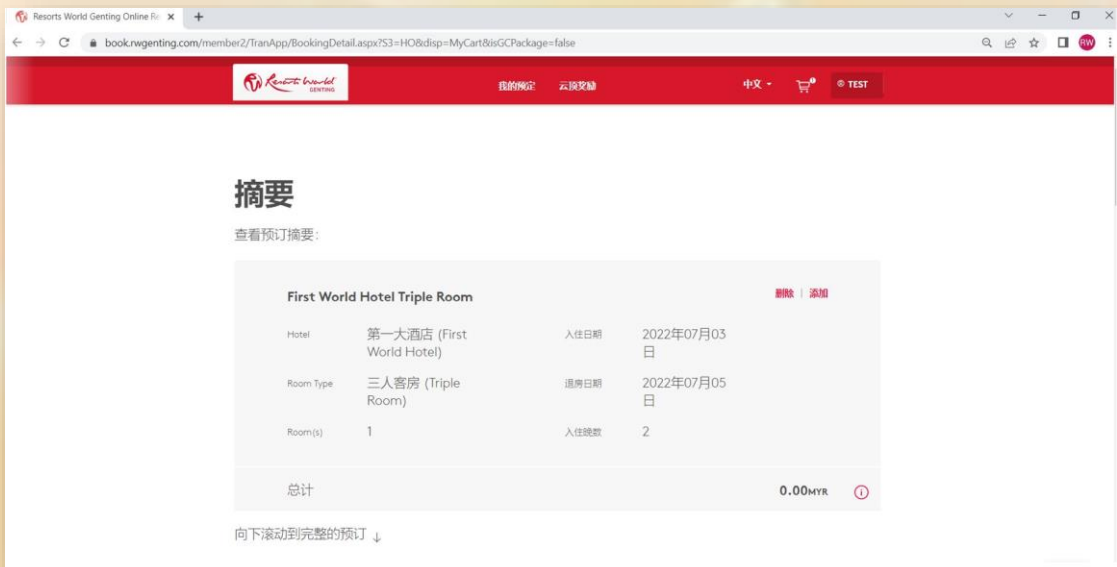 Resorts World Genting Online Re
book.rwgenting.com/member2/TranApp/BookingDetail.aspx?S3=HO&disp=MyCart&isGCPackage=false
RW
Resorts World
GENTING
我的预定 云顶奖励 中文 1 TEST
摘要
查看预订摘要:
First World Hotel Triple Room 删除 | 添加
Hotel 第一大酒店 (First 入住日期 2022年07月03
World Hotel) 日
Room Type 三人客房 (Triple 退房日期 2022年07月05
Room) 日
Room(s) 1 入住晚数 2
总计 0.00MYR
向下滚动到完整的预订 ↓